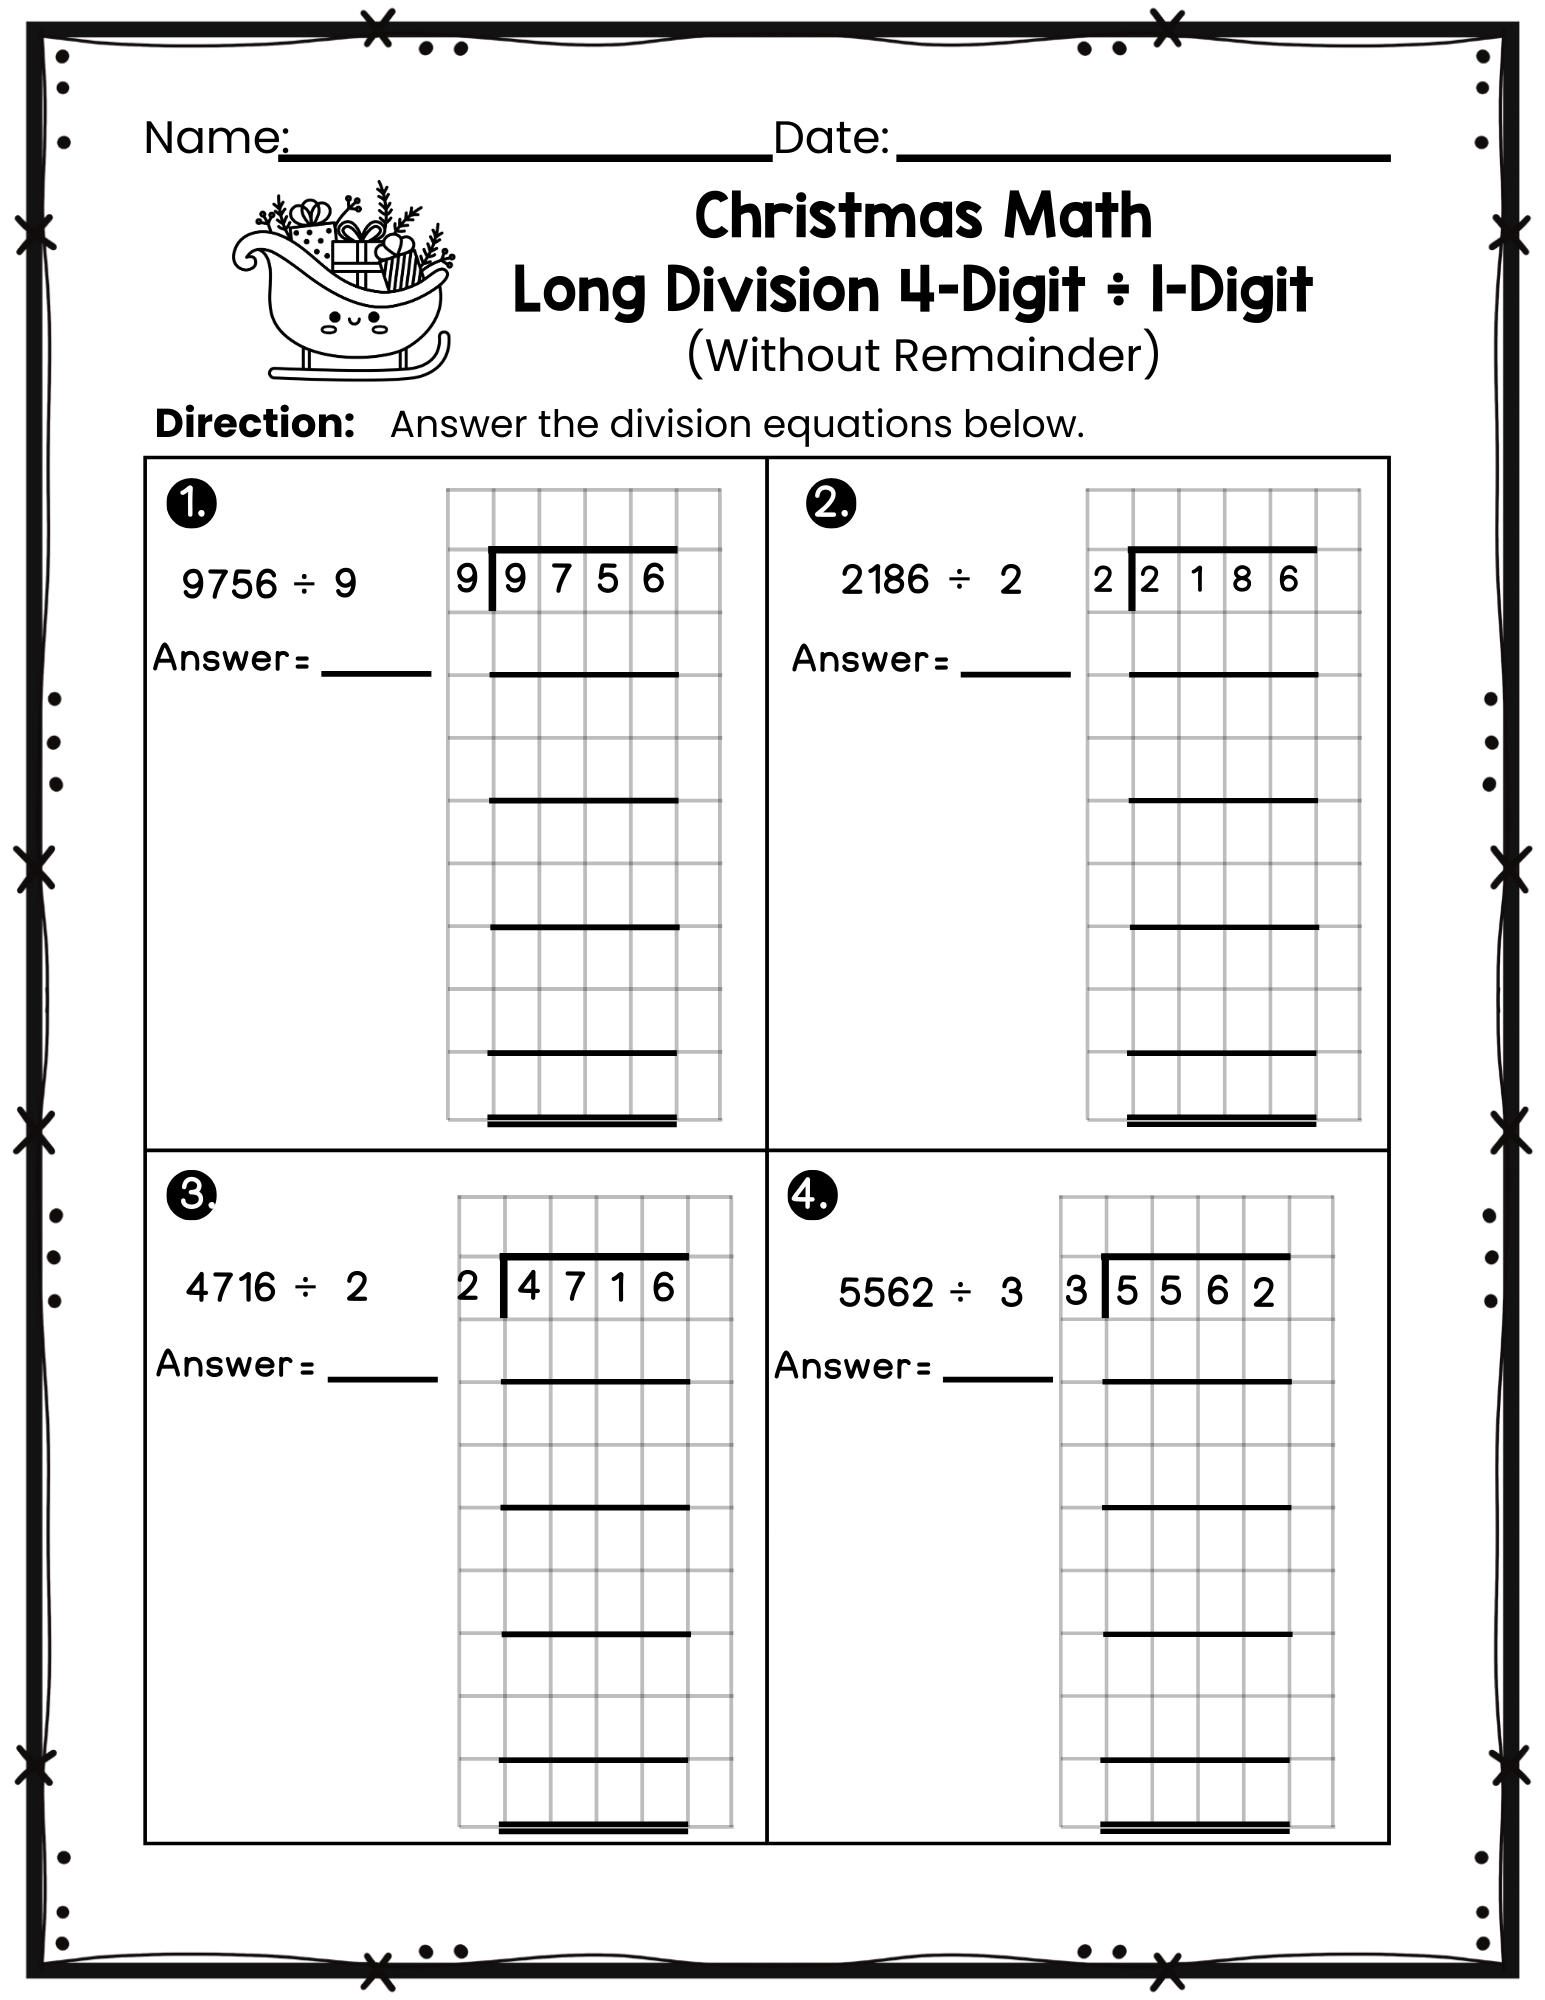 Name: Date:
Christmas Math
Long Division 4-Digit ÷ 1-Digit
(Without Remainder)
Direction: Answer the division equations below.
1.
9756 ÷ 9
Answer=
9 9 7 5 6
2.
2186 ÷ 2
Answer=
2 2 1 8 6
3.
4716 ÷ 2
Answer=
2 4 7 1 6
4.
5562 ÷ 3
Answer=
3 5 5 6 2